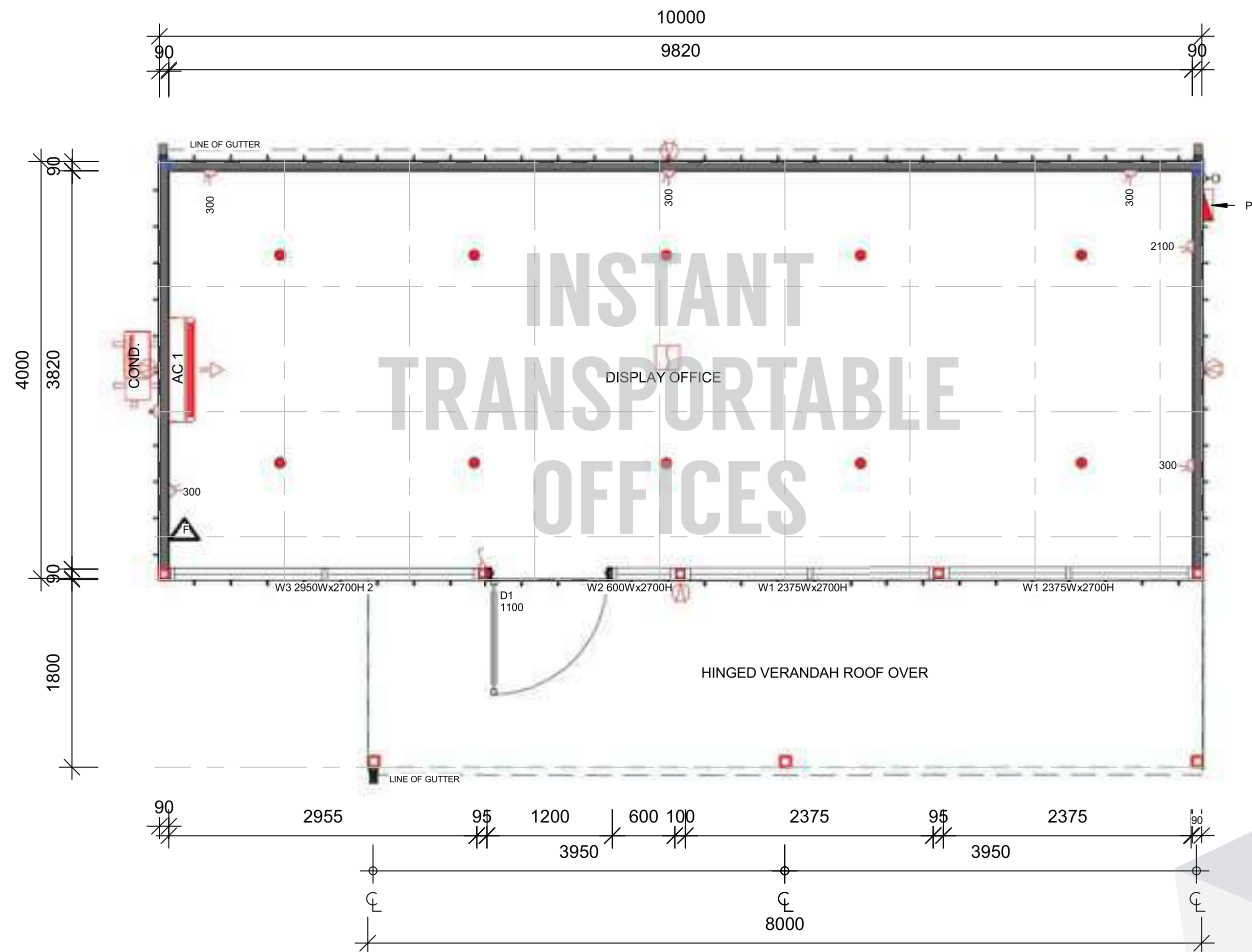 10000
90
9820
90
LINE OF GUTTER
90
300
300
300
P
2100
INSTANT
TRANSPORTABLE
OFFICES
4000
3820
COND.
AC 1
DISPLAY OFFICE
300
300
F
90
W3 2950Wx2700H 2
D1
1100
W2 600Wx2700H
W1 2375Wx2700H
W1 2375Wx2700H
1800
HINGED VERANDAH ROOF OVER
LINE OF GUTTER
90
2955
95
1200
600
100
2375
95
2375
90
3950
3950
CL
CL
CL
8000